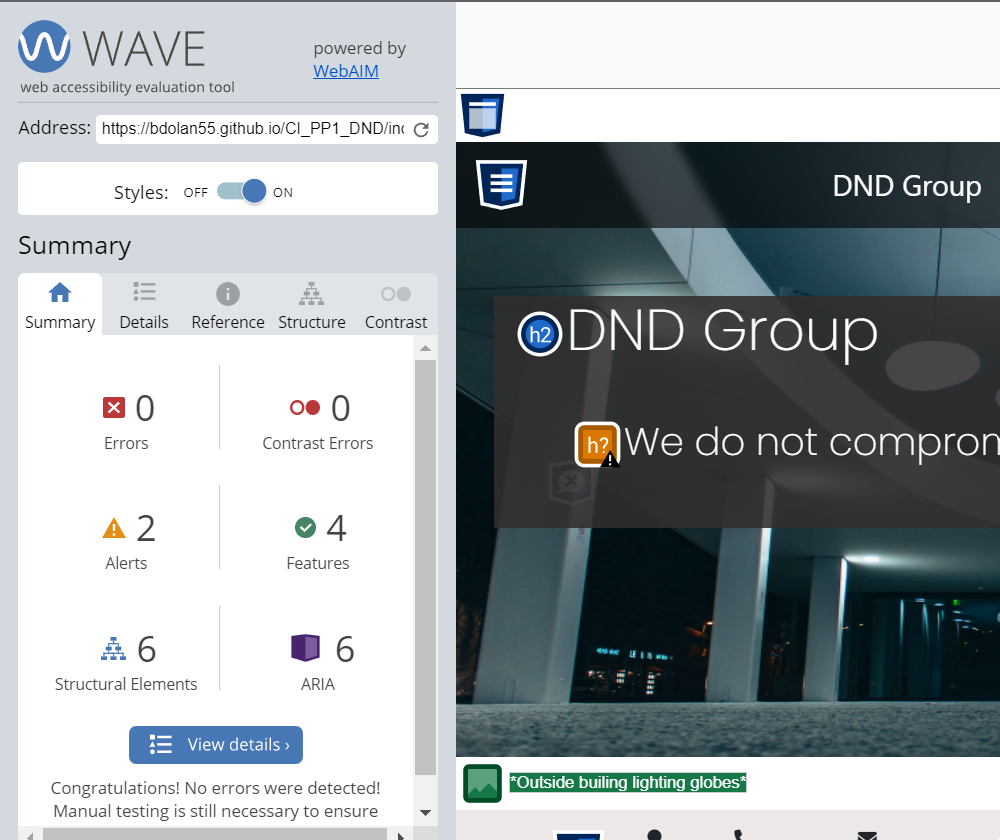 WAVE
powered by
WebAIM
web accessibility evaluation tool
Address: https://bdolan55.github.io/CI_PP1_DND/in
Styles: OFF ON
Summary
Summary Details Reference Structure Contrast
0 0
Errors Contrast Errors
2 4
Alerts Features
6 6
Structural Elements ARIA
View details ›
Congratulations! No errors were detected!
Manual testing is still necessary to ensure
DND Group
h2 DND Group
h? We do not comprom
*Outside builing lighting globes*